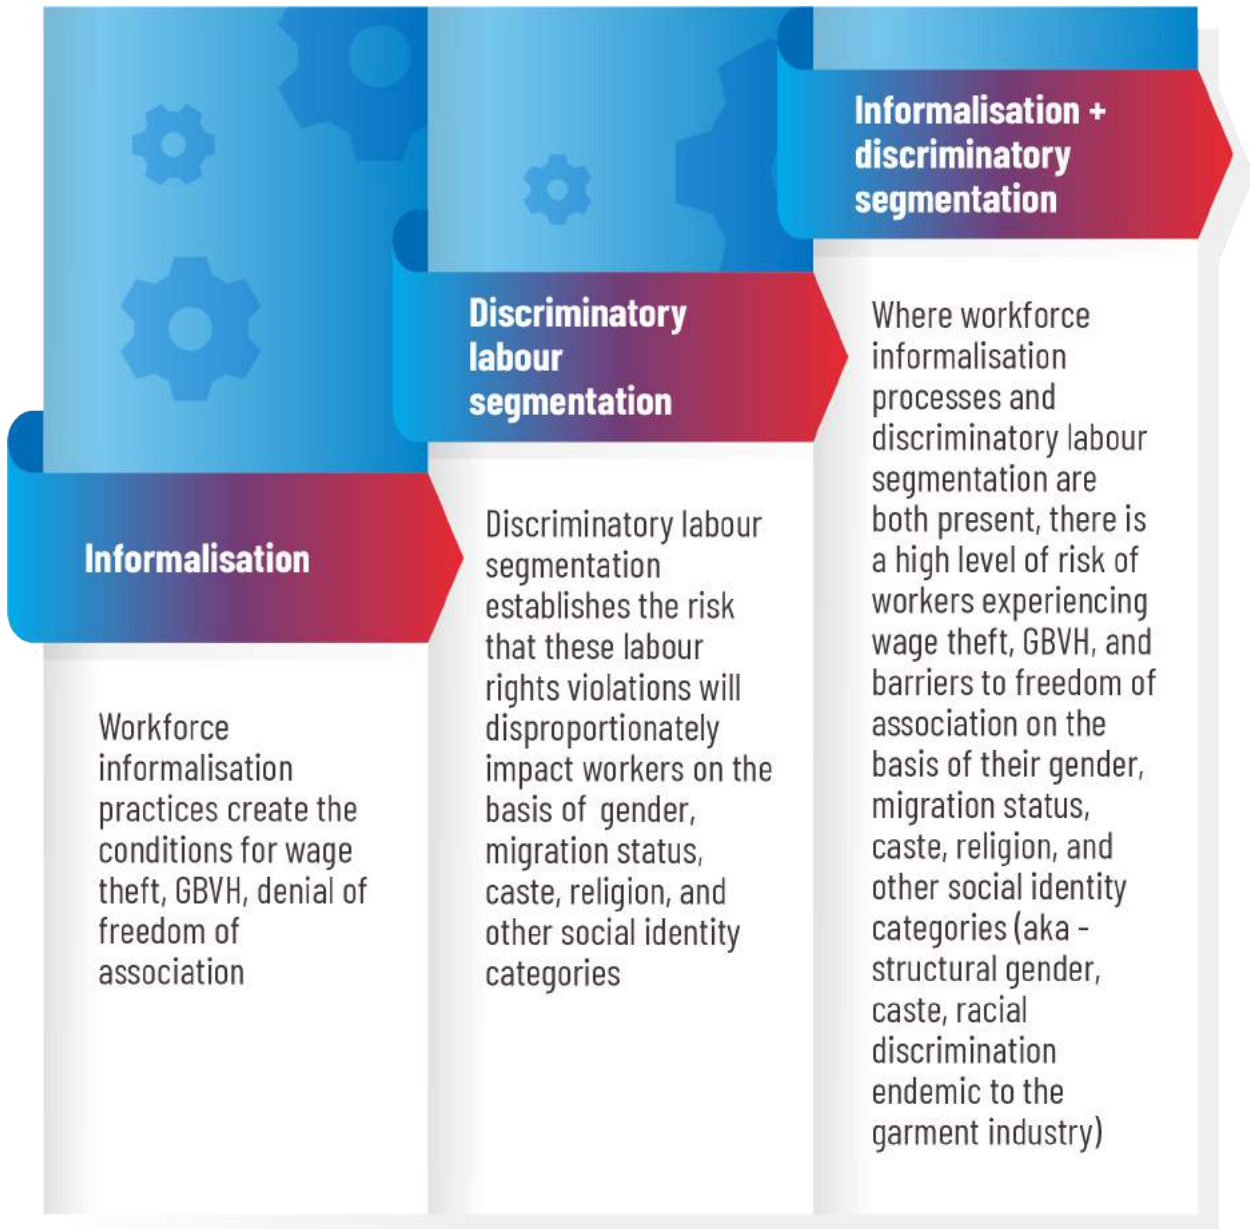 Informalisation
Workforce
informalisation
practices create the
conditions for wage
theft, GBVH, denial of
freedom of
association
Discriminatory
labour
segmentation
Discriminatory labour
segmentation
establishes the risk
that these labour
rights violations will
disproportionately
impact workers on the
basis of gender,
migration status,
caste, religion, and
other social identity
categories
Informalisation +
discriminatory
segmentation
Where workforce
informalisation
processes and
discriminatory labour
segmentation are
both present, there is
a high level of risk of
workers experiencing
wage theft, GBVH, and
barriers to freedom of
association on the
basis of their gender,
migration status,
caste, religion, and
other social identity
categories (aka -
structural gender,
caste, racial
discrimination
endemic to the
garment industry)